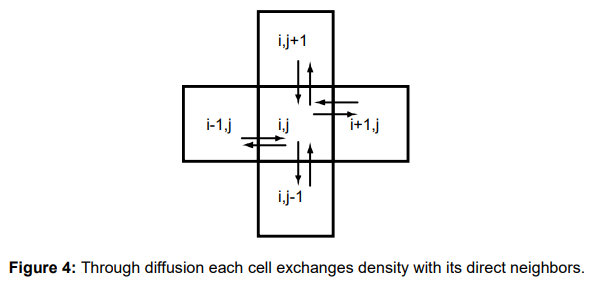 i,j+1
i-1,j i,j i+1,j
i,j-1
Figure 4: Through diffusion each cell exchanges density with its direct neighbors.